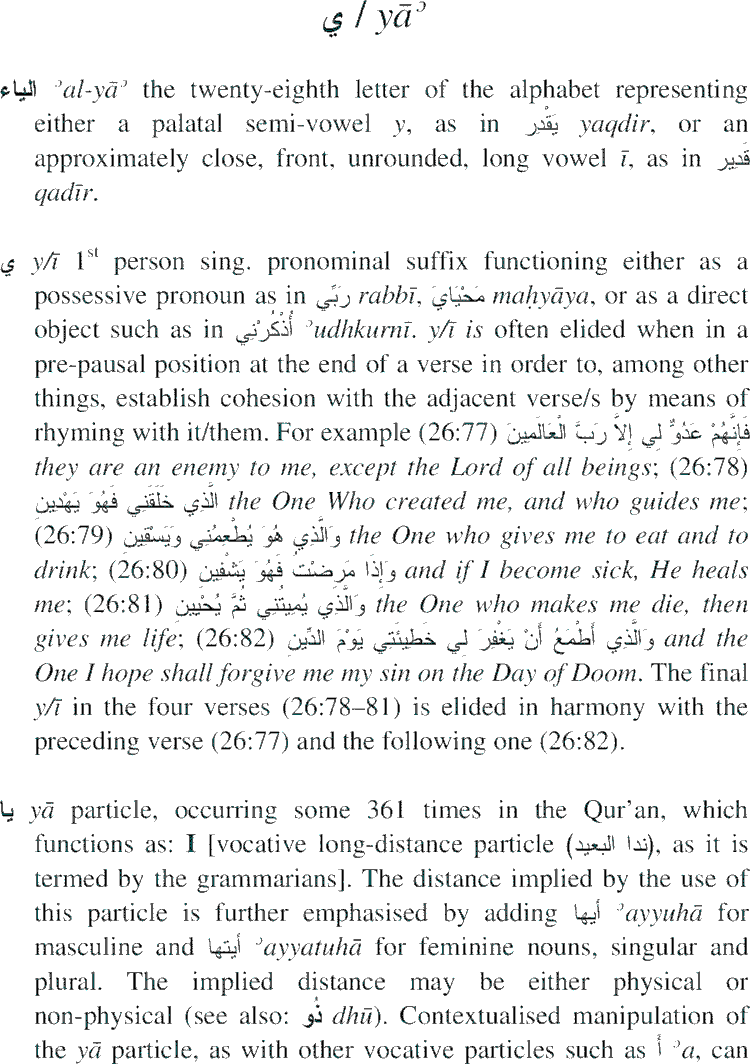 ي / yāʾ
الياء ʾal-yāʾ the twenty-eighth letter of the alphabet representing
either a palatal semi-vowel y, as in يَقْدِر yaqdir, or an
approximately close, front, unrounded, long vowel ī, as in قَدِير
qadīr.
ي y/ī 1st person sing. pronominal suffix functioning either as a
possessive pronoun as in رَبِّي rabbī, مَحْيَايَ maḥyāya, or as a direct
object such as in أُذْكُرْنِي ʾudhkurnī. y/ī is often elided when in a
pre-pausal position at the end of a verse in order to, among other
things, establish cohesion with the adjacent verse/s by means of
rhyming with it/them. For example (26:77) فَإِنَّهُمْ عَدُوٌّ لِي إِلاَّ رَبَّ الْعَالَمِينَ
they are an enemy to me, except the Lord of all beings; (26:78)
الَّذِي خَلَقَنِي فَهُوَ يَهْدِينِ the One Who created me, and who guides me;
(26:79) وَالَّذِي هُوَ يُطْعِمُنِي وَيَسْقِينِ the One who gives me to eat and to
drink; (26:80) وَإِذَا مَرِضْتُ فَهُوَ يَشْفِينِ and if I become sick, He heals
me; (26:81) وَالَّذِي يُمِيتُنِي ثُمَّ يُحْيِينِ the One who makes me die, then
gives me life; (26:82) وَالَّذِي أَطْمَعُ أَنْ يَغْفِرَ لِي خَطِيئَتِي يَوْمَ الدِّينِ and the
One I hope shall forgive me my sin on the Day of Doom. The final
y/ī in the four verses (26:78–81) is elided in harmony with the
preceding verse (26:77) and the following one (26:82).
يا yā particle, occurring some 361 times in the Qur'an, which
functions as: I [vocative long-distance particle (ندا البعيد), as it is
termed by the grammarians]. The distance implied by the use of
this particle is further emphasised by adding أيها ʾayyuhā for
masculine and أيتها ʾayyatuhā for feminine nouns, singular and
plural. The implied distance may be either physical or
non-physical (see also: ذُو dhū). Contextualised manipulation of
the yā particle, as with other vocative particles such as أَ ʾa, can